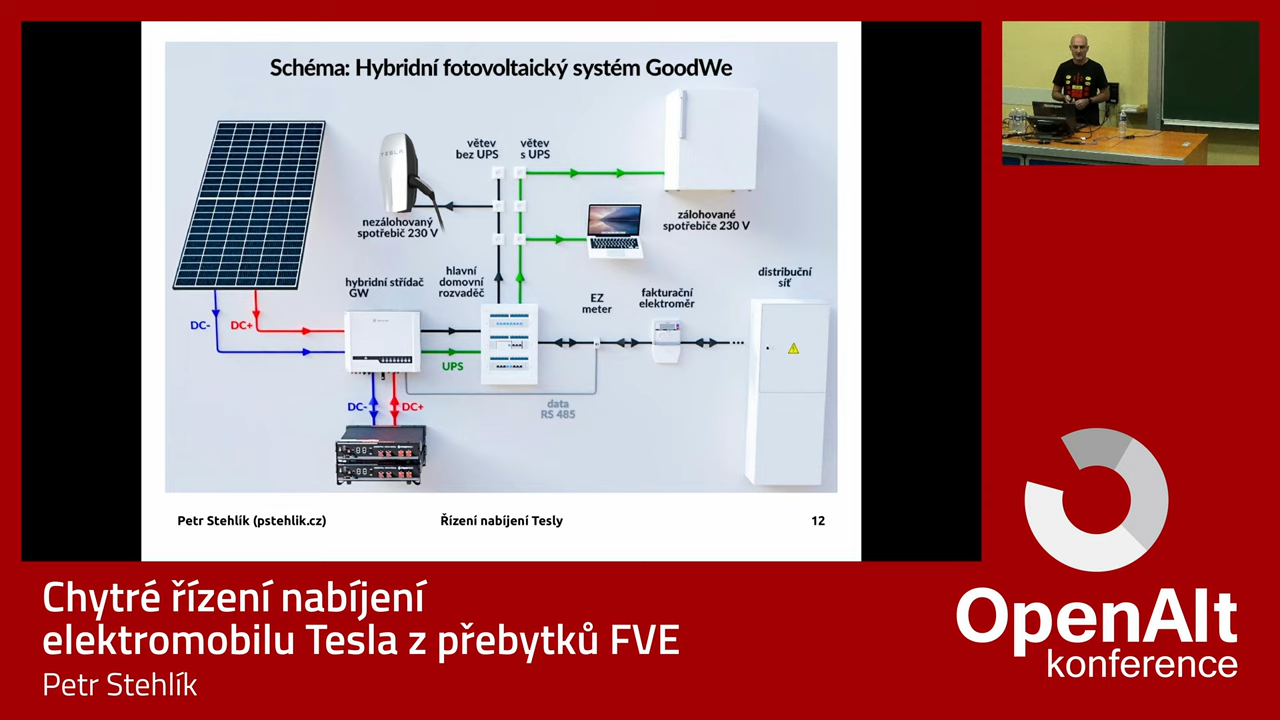 Schéma: Hybridní fotovoltaický systém GoodWe
větev
bez UPS
větev
s UPS
TESLA
nezálohovaný
spotřebič 230 V
zálohované
spotřebiče 230 V
hybridní střídač
GW
hlavní
domovní
rozvaděč
EZ
meter
fakturační
elektroměr
distribuční
síť
DC-
DC+
UPS
DC-
DC+
data
RS 485
Petr Stehlík (pstehlik.cz)
Řízení nabíjení Tesly
12
Chytré řízení nabíjení
elektromobilu Tesla z přebytků FVE
Petr Stehlík
OpenAlt
konference